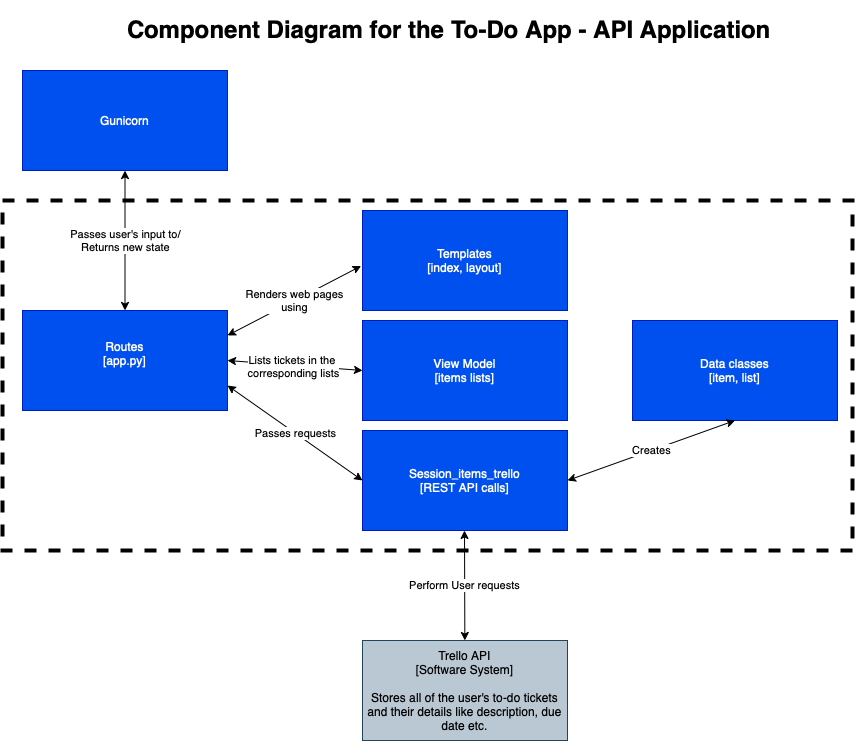 Component Diagram for the To-Do App - API Application
Gunicorn
Passes user's input to/
Returns new state
Templates
[index, layout]
Renders web pages
using
Routes
[app.py]
Lists tickets in the
corresponding lists
View Model
[items lists]
Data classes
[item, list]
Passes requests
Session_items_trello
[REST API calls]
Creates
Perform User requests
Trello API
[Software System]
Stores all of the user's to-do tickets
and their details like description, due
date etc.